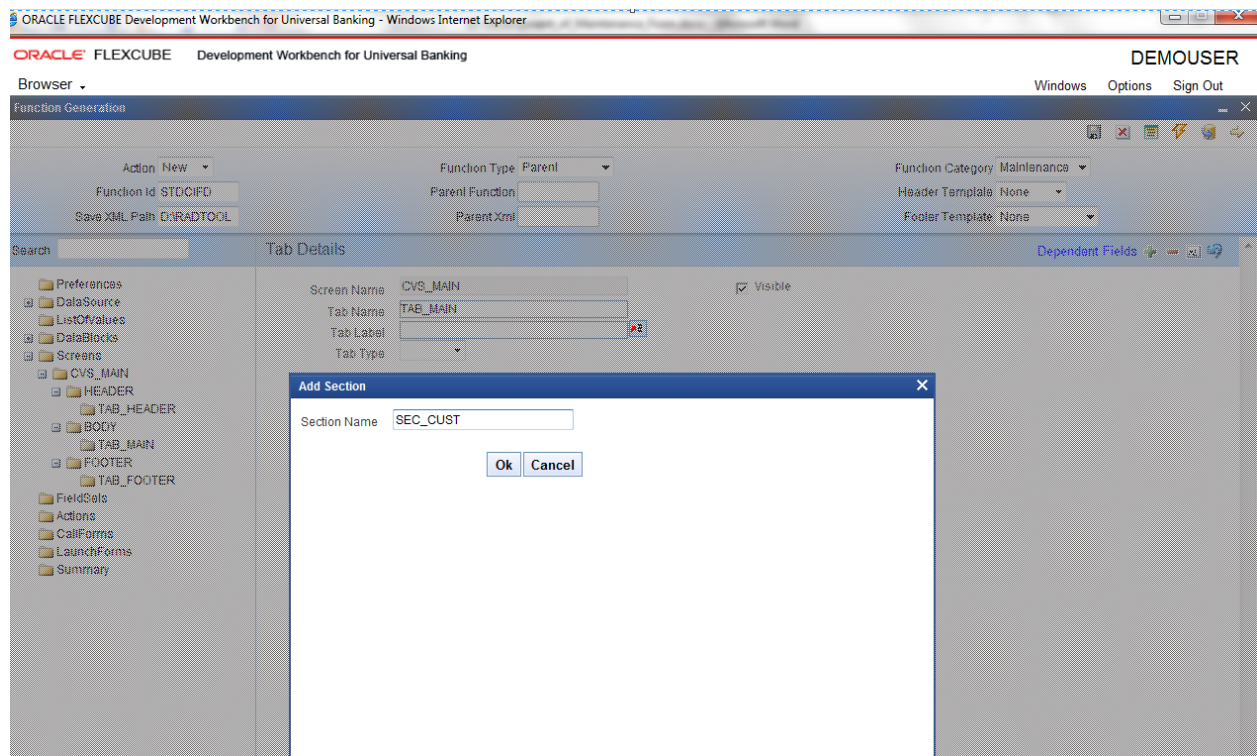 ORACLE FLEXCUBE Development Workbench for Universal Banking - Windows Internet Explorer
ORACLE FLEXCUBE Development Workbench for Universal Banking DEMOUSER
Browser Windows Options Sign Out
Function Generation
Action New Function Type Parent Function Category Maintenance
Function Id STDCIFD Parent Function Header Template None
Save XML Path D:\RADTOOL Parent Xml Footer Template None
Search Tab Details Dependent Fields
Preferences
DataSource
ListOfValues
DataBlocks
Screens
CVS_MAIN
HEADER
TAB_HEADER
BODY
TAB_MAIN
FOOTER
TAB_FOOTER
FieldSets
Actions
CallForms
LaunchForms
Summary
Screen Name CVS_MAIN Visible
Tab Name TAB_MAIN
Tab Label
Tab Type
Add Section
Section Name SEC_CUST
Ok Cancel